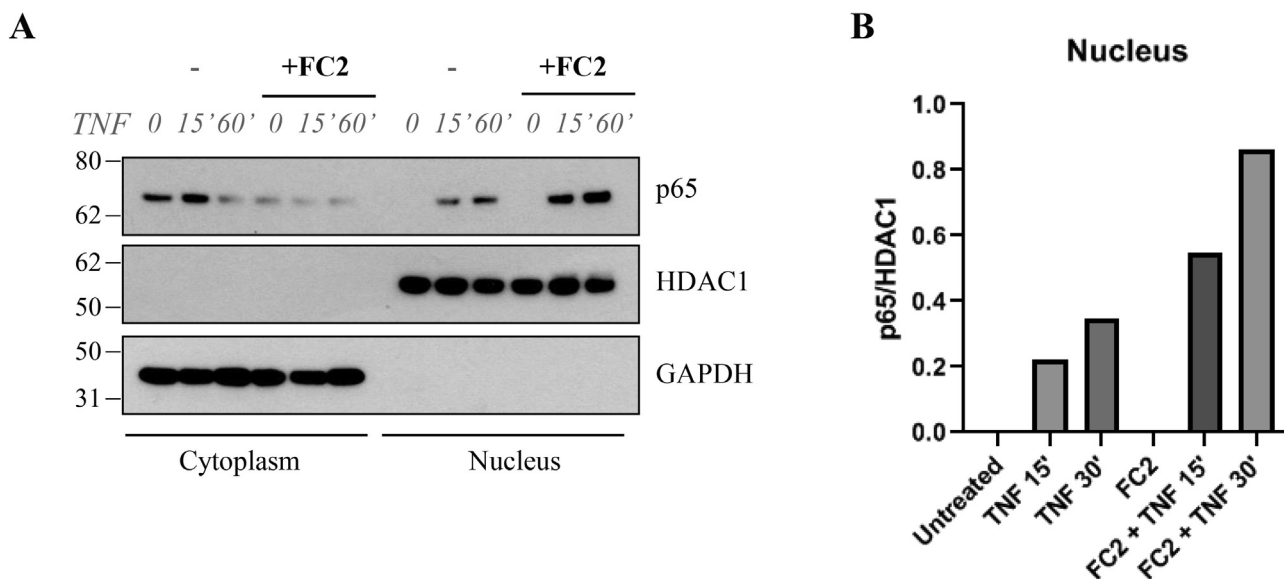 A
- +FC2 - +FC2
TNF 0 15’60’ 0 15’60’ 0 15’60’ 0 15’60’
80
62
p65
62
50
HDAC1
50
31
GAPDH
Cytoplasm Nucleus
B
Nucleus
p65/HDAC1
1.0
0.8
0.6
0.4
0.2
0.0
Untreated
TNF 15'
TNF 30'
FC2
FC2 + TNF 15'
FC2 + TNF 30'